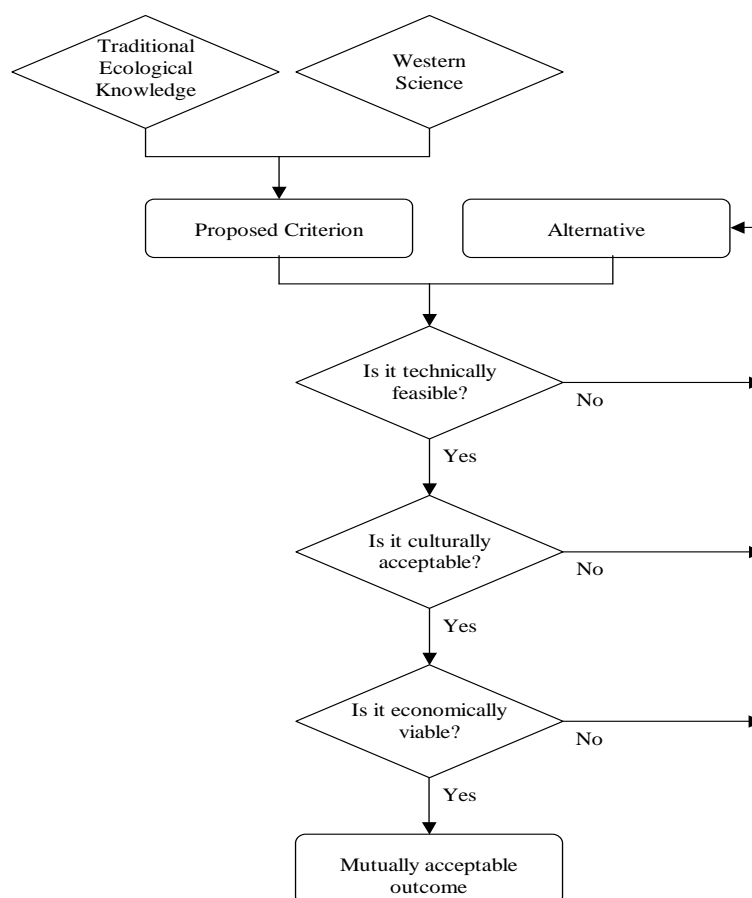 Traditional
Ecological
Knowledge
Western
Science
Proposed Criterion
Alternative
Is it technically
feasible?
No
Yes
Is it culturally
acceptable?
No
Yes
Is it economically
viable?
No
Yes
Mutually acceptable
outcome